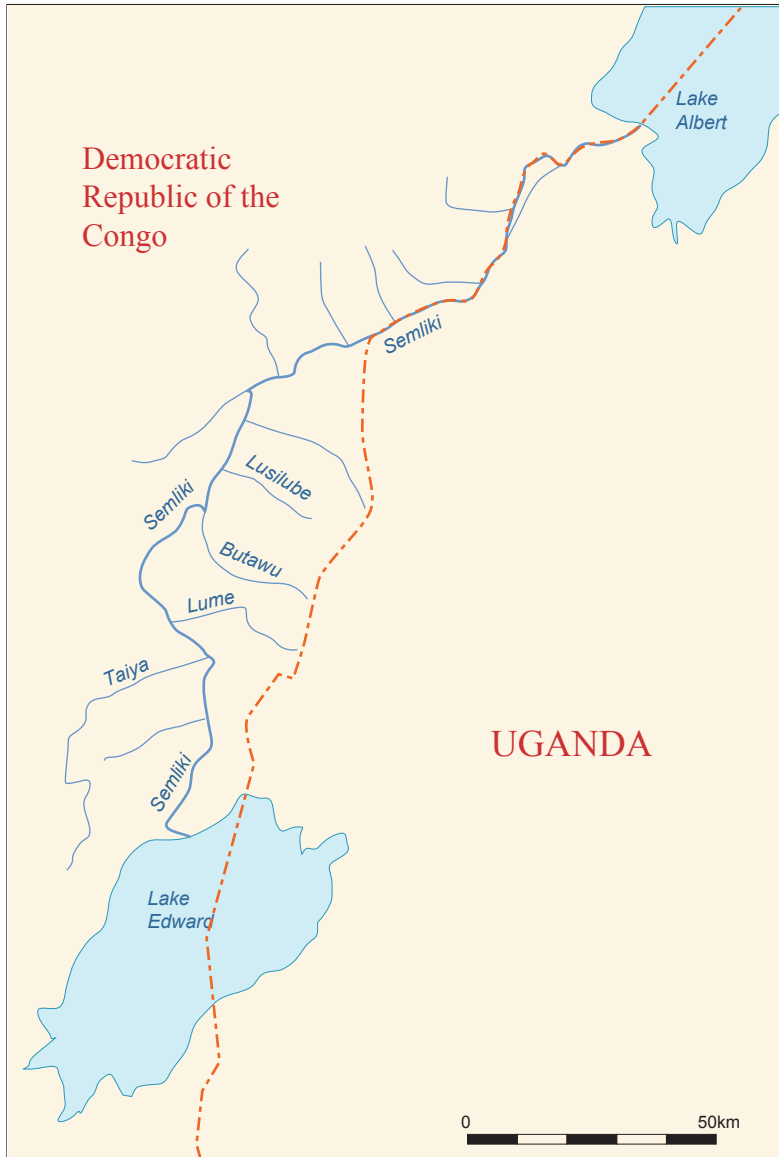 Lake
Albert
Democratic
Republic of the
Congo
Semliki
Lusilube
Semliki
Butawu
Lume
Taiya
UGANDA
Semliki
Lake
Edward
0
50km